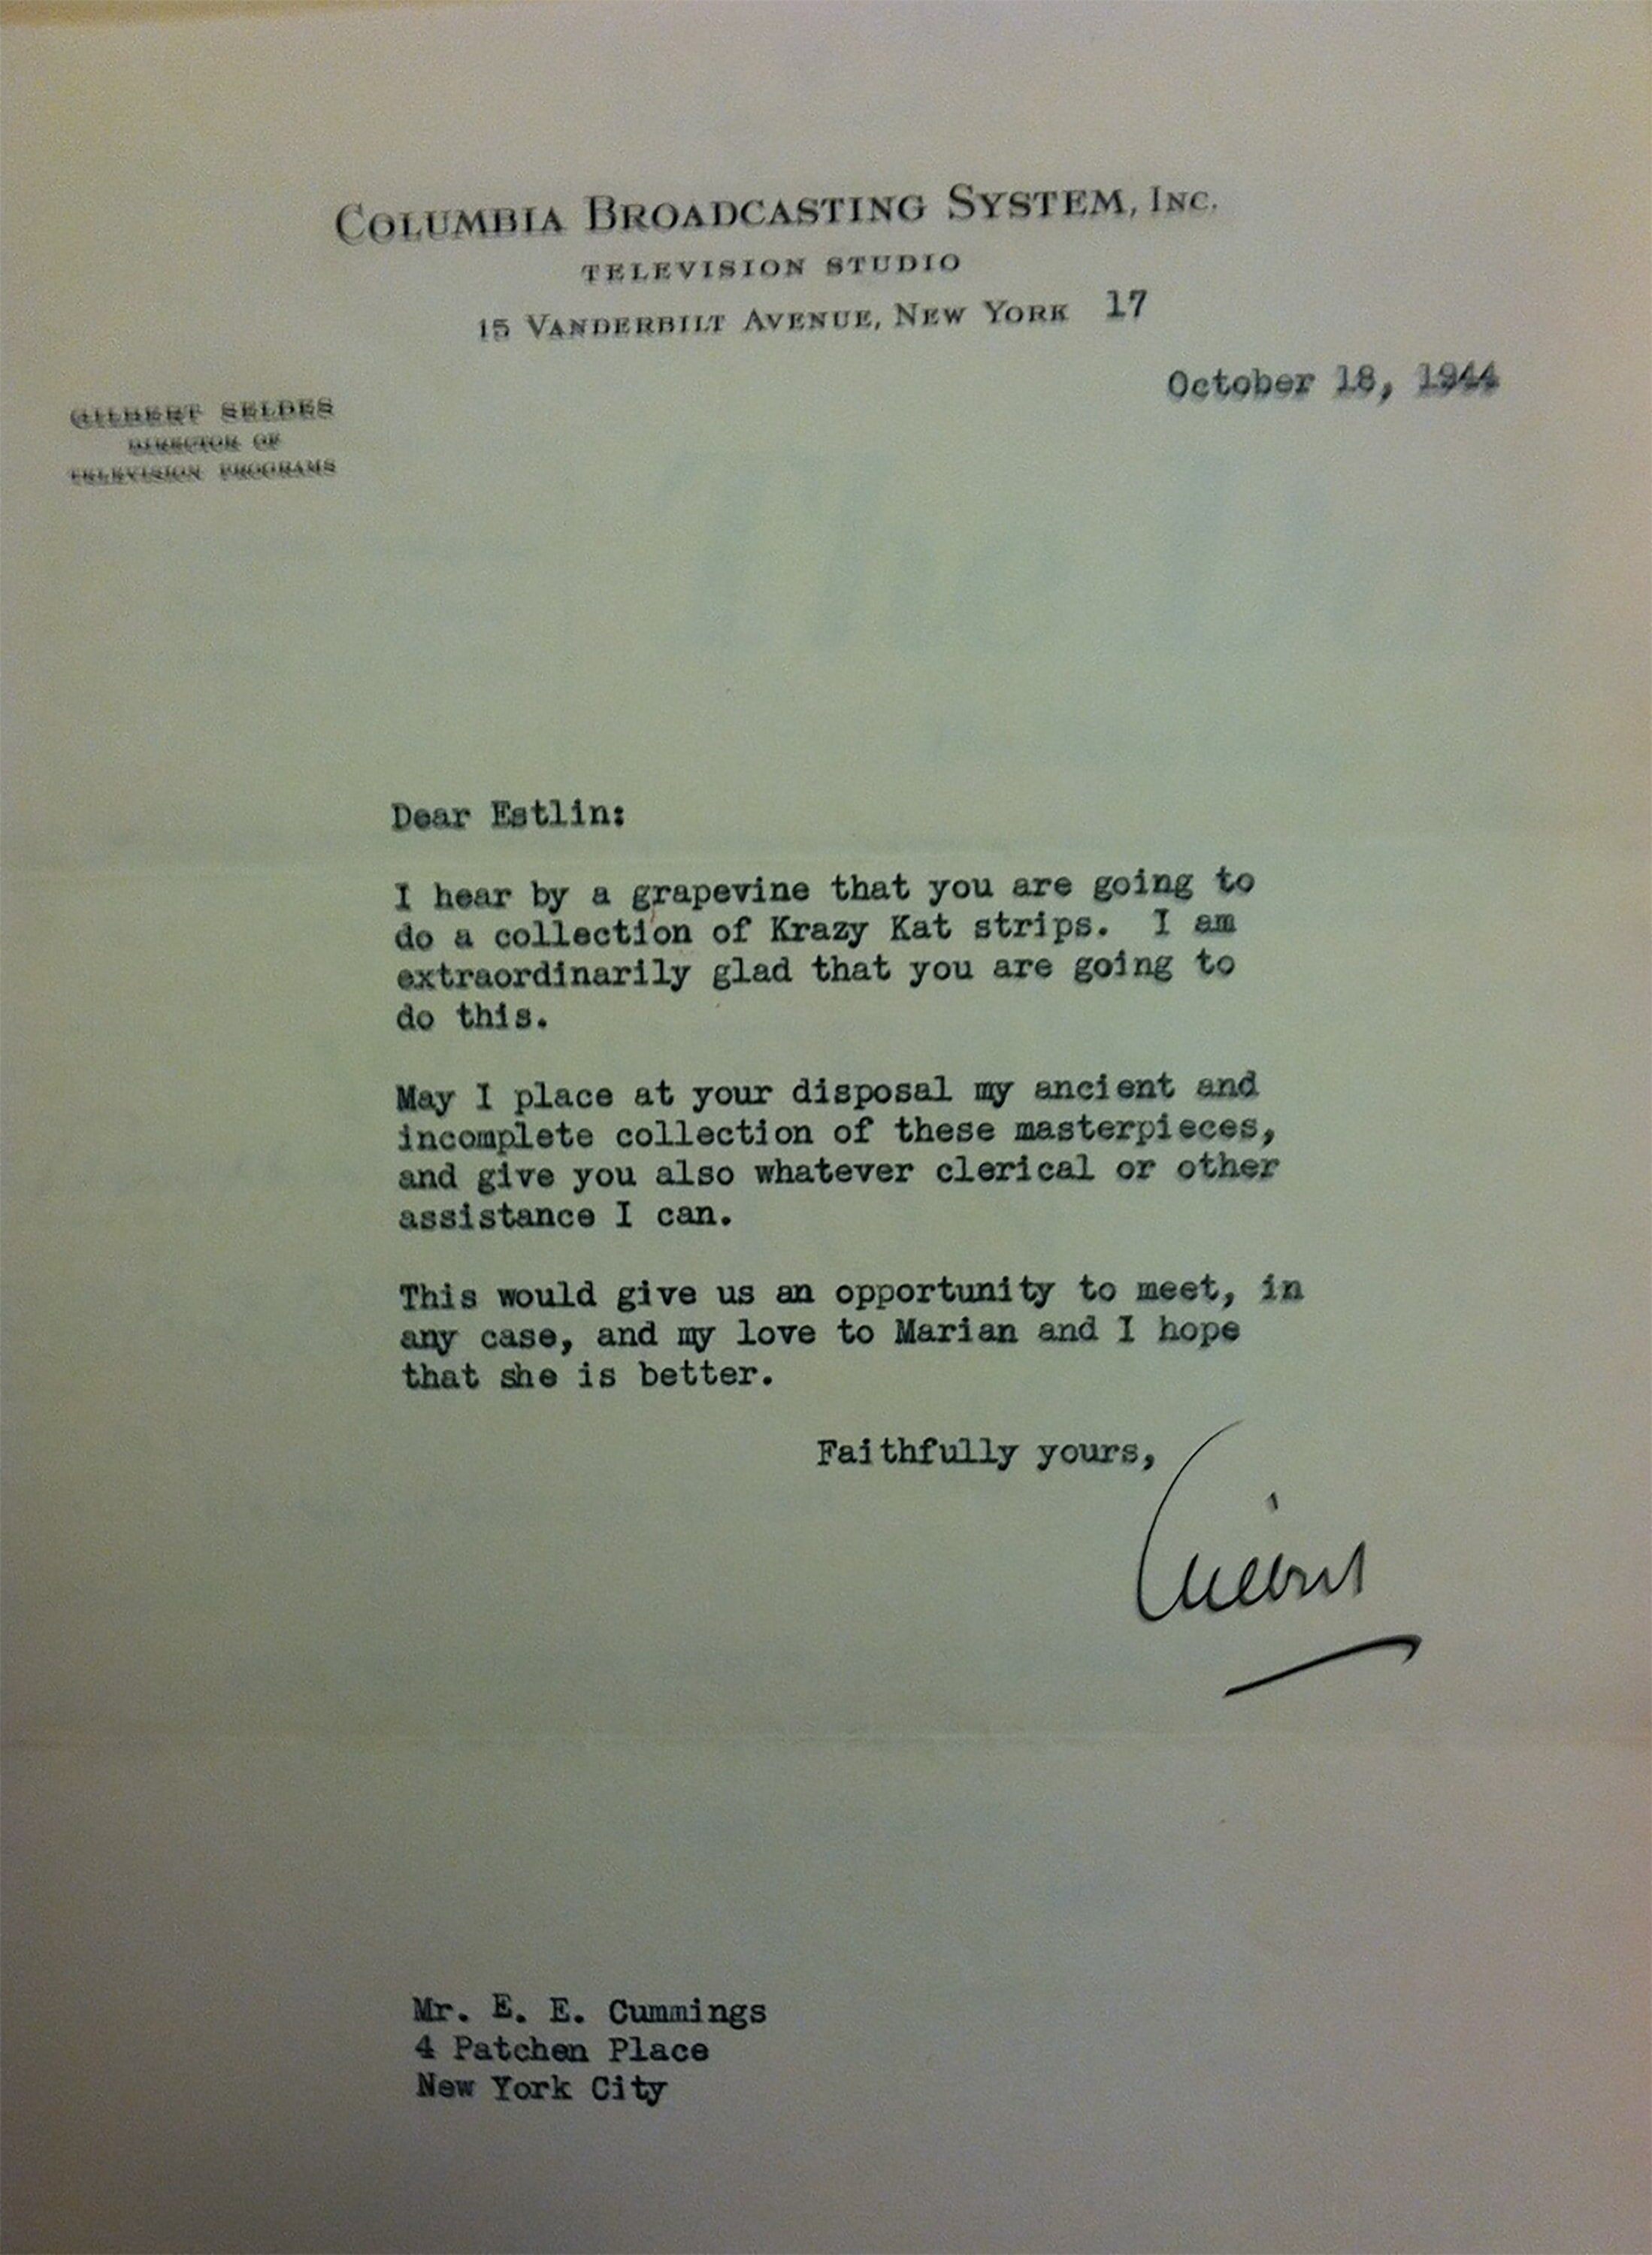 COLUMBIA BROADCASTING SYSTEM, INC.
TELEVISION STUDIO
15 VANDERBILT AVENUE, NEW YORK 17
October 18, 1944
GILBERT SELDES
DIRECTOR OF
TELEVISION PROGRAMS
Dear Estlin:
I hear by a grapevine that you are going to
do a collection of Krazy Kat strips. I am
extraordinarily glad that you are going to
do this.
May I place at your disposal my ancient and
incomplete collection of these masterpieces,
and give you also whatever clerical or other
assistance I can.
This would give us an opportunity to meet, in
any case, and my love to Marian and I hope
that she is better.
Faithfully yours,
Gilbert
Mr. E. E. Cummings
4 Patchen Place
New York City